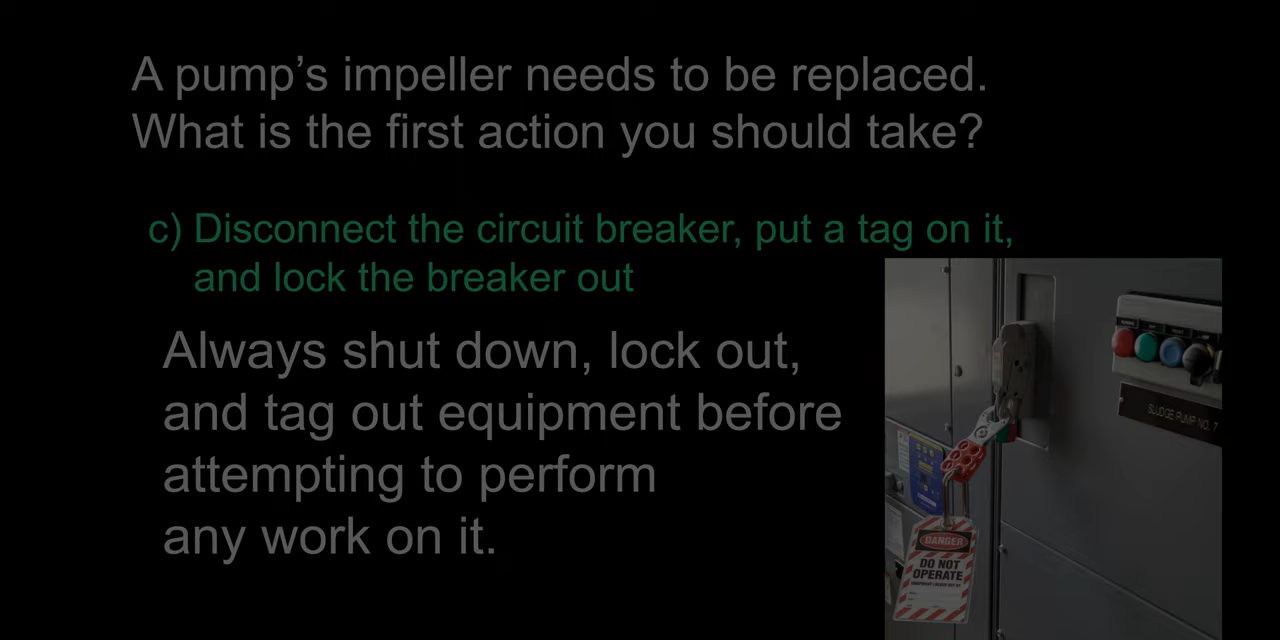 A pump’s impeller needs to be replaced.
What is the first action you should take?
c) Disconnect the circuit breaker, put a tag on it,
and lock the breaker out
Always shut down, lock out,
and tag out equipment before
attempting to perform
any work on it.
SLUDGE PUMP NO. 7
DANGER
DO NOT
OPERATE